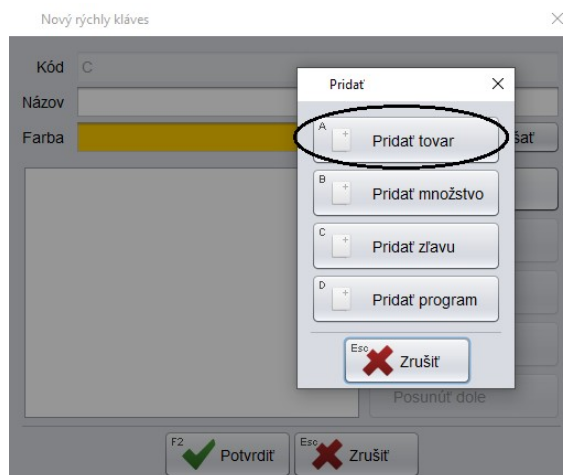 Nový rýchly kláves
Kód C
Názov
Farba
šať
Pridať
A Pridať tovar
B Pridať množstvo
C Pridať zľavu
D Pridať program
Esc Zrušiť
Posunúť dole
F2 Potvrdiť
Esc Zrušiť